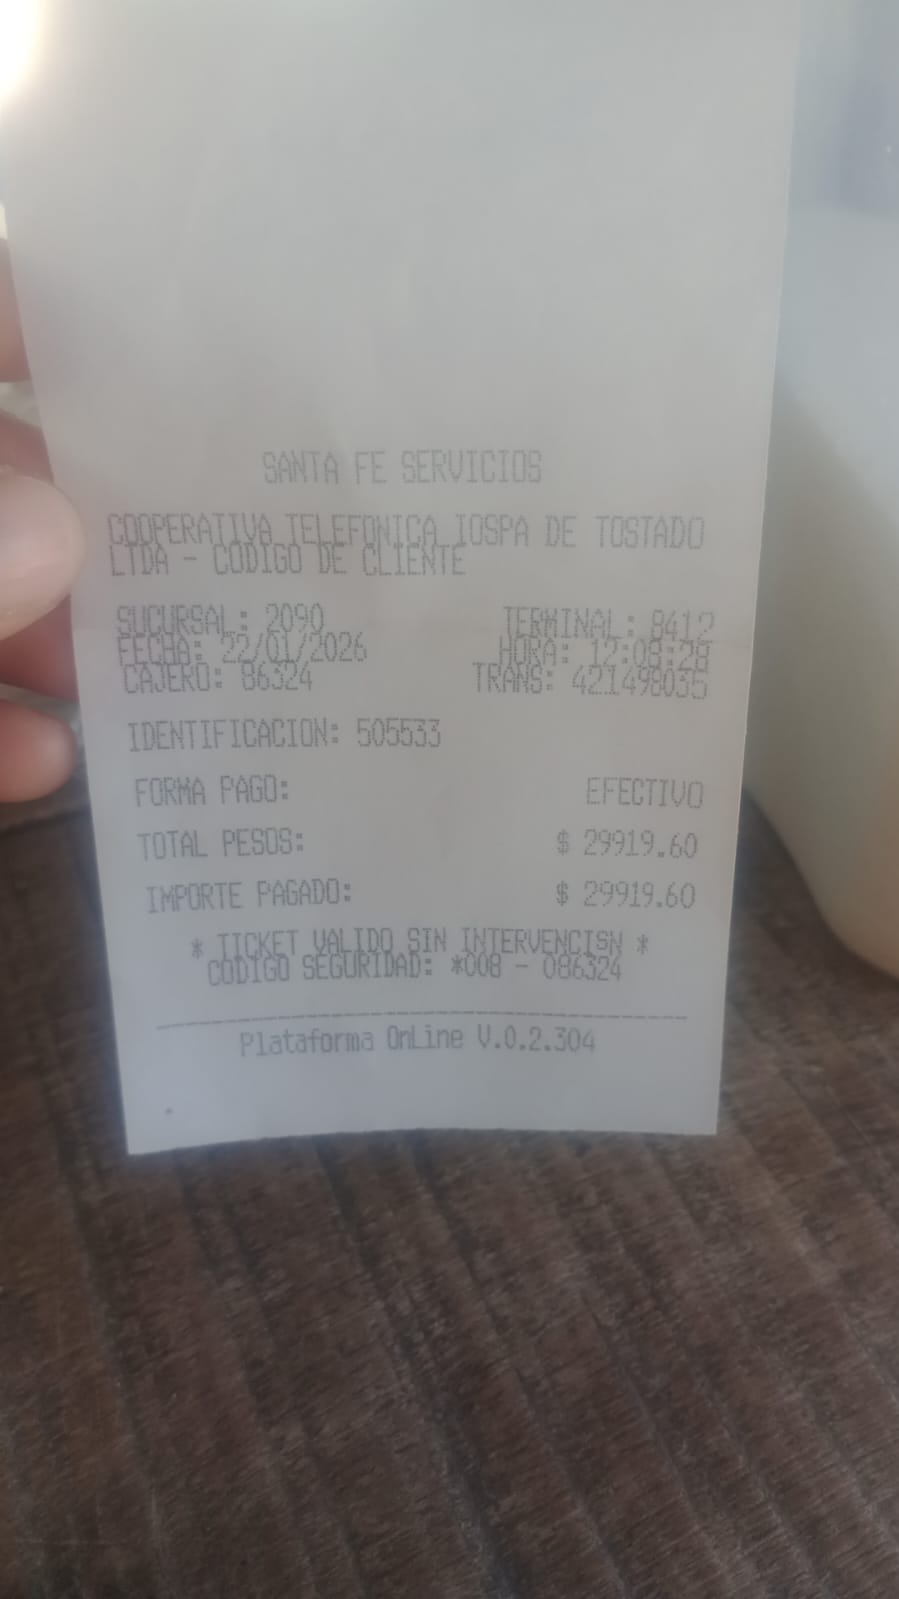 SANTA FE SERVICIOS
COOPERATIVA TELEFONICA IOSPA DE TOSTADO
LTDA - CODIGO DE CLIENTE
SUCURSAL: 2090 TERMINAL: 8412
FECHA: 22/01/2026 HORA: 12:08:28
CAJERO: 86324 TRANS: 421498035
IDENTIFICACION: 505533
FORMA PAGO: EFECTIVO
TOTAL PESOS: $ 29919.60
IMPORTE PAGADO: $ 29919.60
* TICKET VALIDO SIN INTERVENCISN *
CODIGO SEGURIDAD: *008 - 086324
Plataforma OnLine V.0.2.304